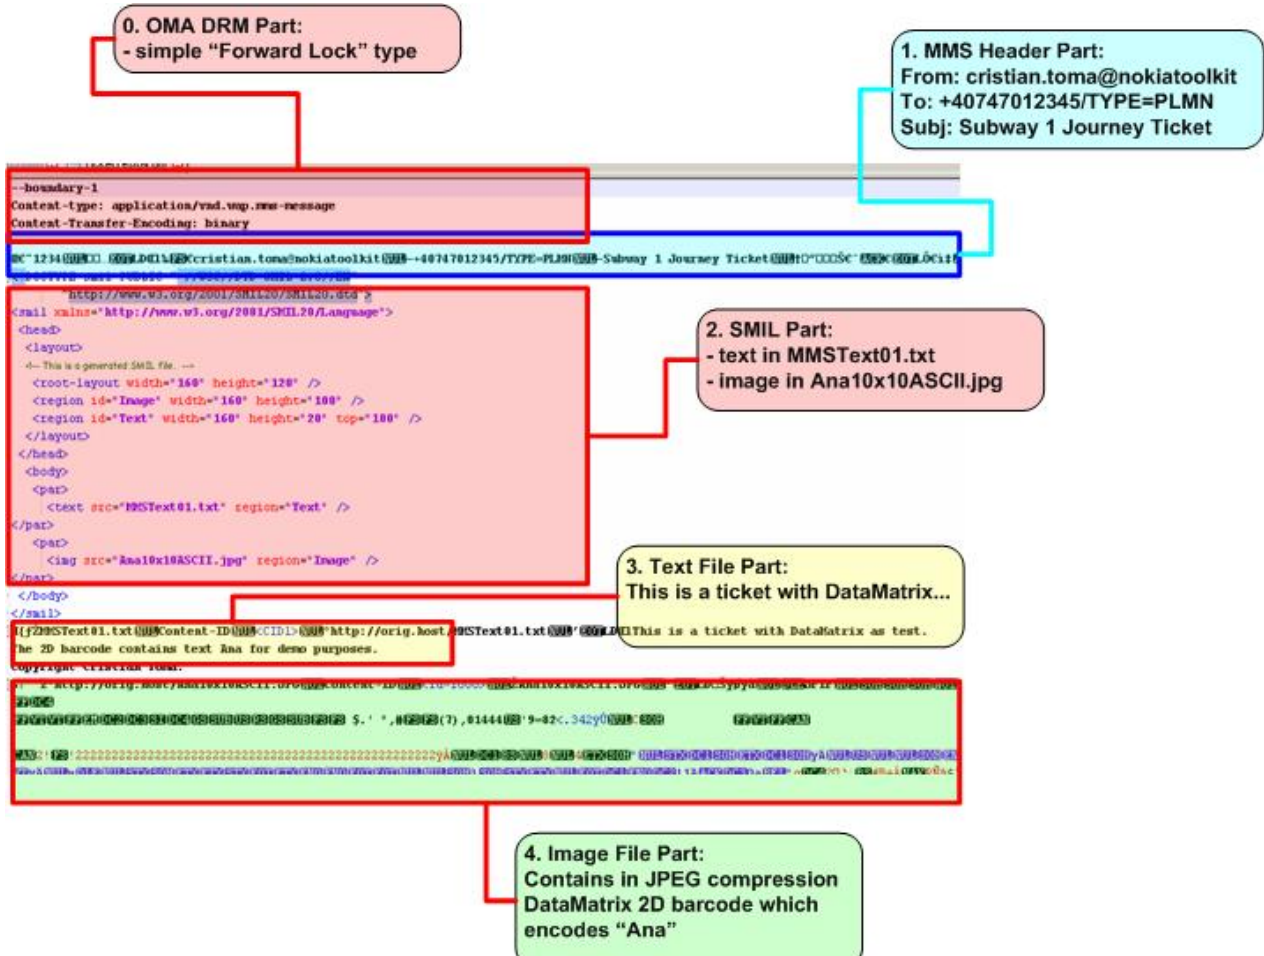 0. OMA DRM Part:
- simple “Forward Lock” type
1. MMS Header Part:
From: cristian.toma@nokiatoolkit
To: +40747012345/TYPE=PLMN
Subj: Subway 1 Journey Ticket
--boundary-1
Content-type: application/vnd.wap.mms-message
Content-Transfer-Encoding: binary
cristian.toma@nokiatoolkit +40747012345/TYPE=PLMN Subway 1 Journey Ticket
"http://www.w3.org/2001/SMIL20/SMIL20.dtd">
<smil xmlns="http://www.w3.org/2001/SMIL20/Language">
<head>
<layout>
<!-- This is a generated SMIL file. -->
<root-layout width="160" height="120" />
<region id="Image" width="160" height="100" />
<region id="Text" width="160" height="20" top="100" />
</layout>
</head>
<body>
<par>
<text src="MMSText01.txt" region="Text" />
</par>
<par>
<img src="Ana10x10ASCII.jpg" region="Image" />
</par>
</body>
</smil>
2. SMIL Part:
- text in MMSText01.txt
- image in Ana10x10ASCII.jpg
3. Text File Part:
This is a ticket with DataMatrix...
MMSText01.txt Content-ID <CID1> "http://orig.host/MMSText01.txt This is a ticket with DataMatrix as test.
The 2D barcode contains text Ana for demo purposes.
Copyright Cristian Toma.
4. Image File Part:
Contains in JPEG compression
DataMatrix 2D barcode which
encodes “Ana”